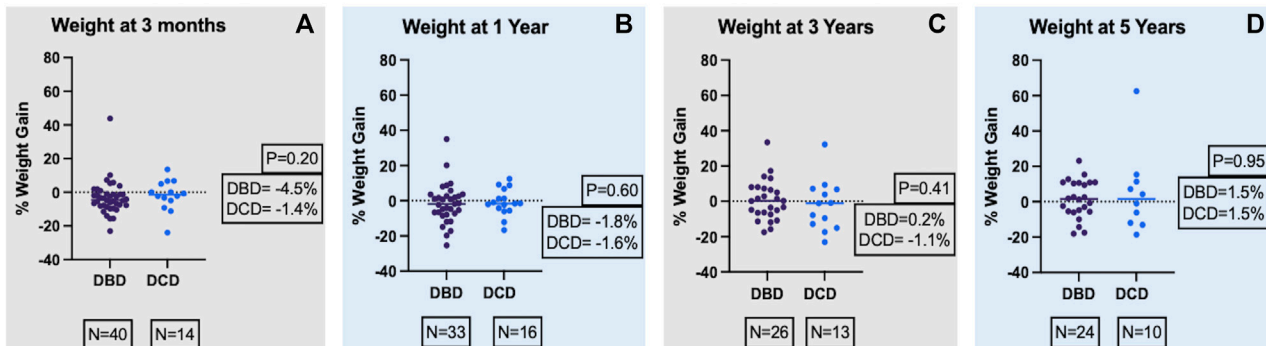 Weight at 3 months
A
% Weight Gain
80
60
40
20
0
-20
-40
DBD DCD
P=0.20
DBD= -4.5%
DCD= -1.4%
N=40 N=14
Weight at 1 Year
B
% Weight Gain
80
60
40
20
0
-20
-40
DBD DCD
P=0.60
DBD= -1.8%
DCD= -1.6%
N=33 N=16
Weight at 3 Years
C
% Weight Gain
80
60
40
20
0
-20
-40
DBD DCD
P=0.41
DBD=0.2%
DCD= -1.1%
N=26 N=13
Weight at 5 Years
D
% Weight Gain
80
60
40
20
0
-20
-40
DBD DCD
P=0.95
DBD=1.5%
DCD=1.5%
N=24 N=10